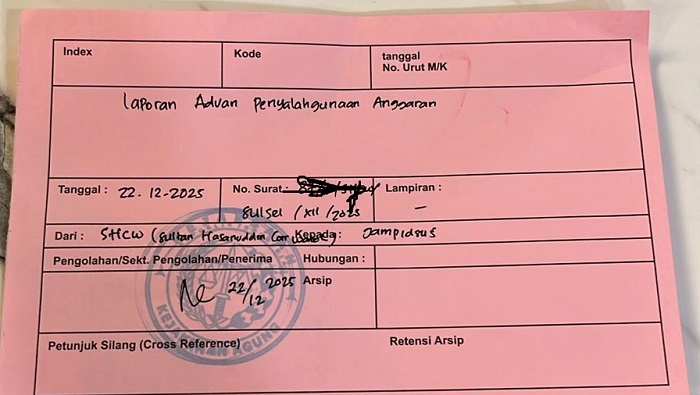 Index
Kode
tanggal
No. Urut M/K
Laporan Aduan Penyalahgunaan Anggaran
Tanggal : 22.12-2025
No. Surat :
Lampiran :
Sulsel / XII / 2025
—
Dari : SHCW (Sultan Hasanuddin
Kepada : Jampidsus
Pengolahan/Sekt. Pengolahan/Penerima
Hubungan :
22/12 2025
Arsip
KEJAKSAAN AGUNG
Petunjuk Silang (Cross Reference)
Retensi Arsip